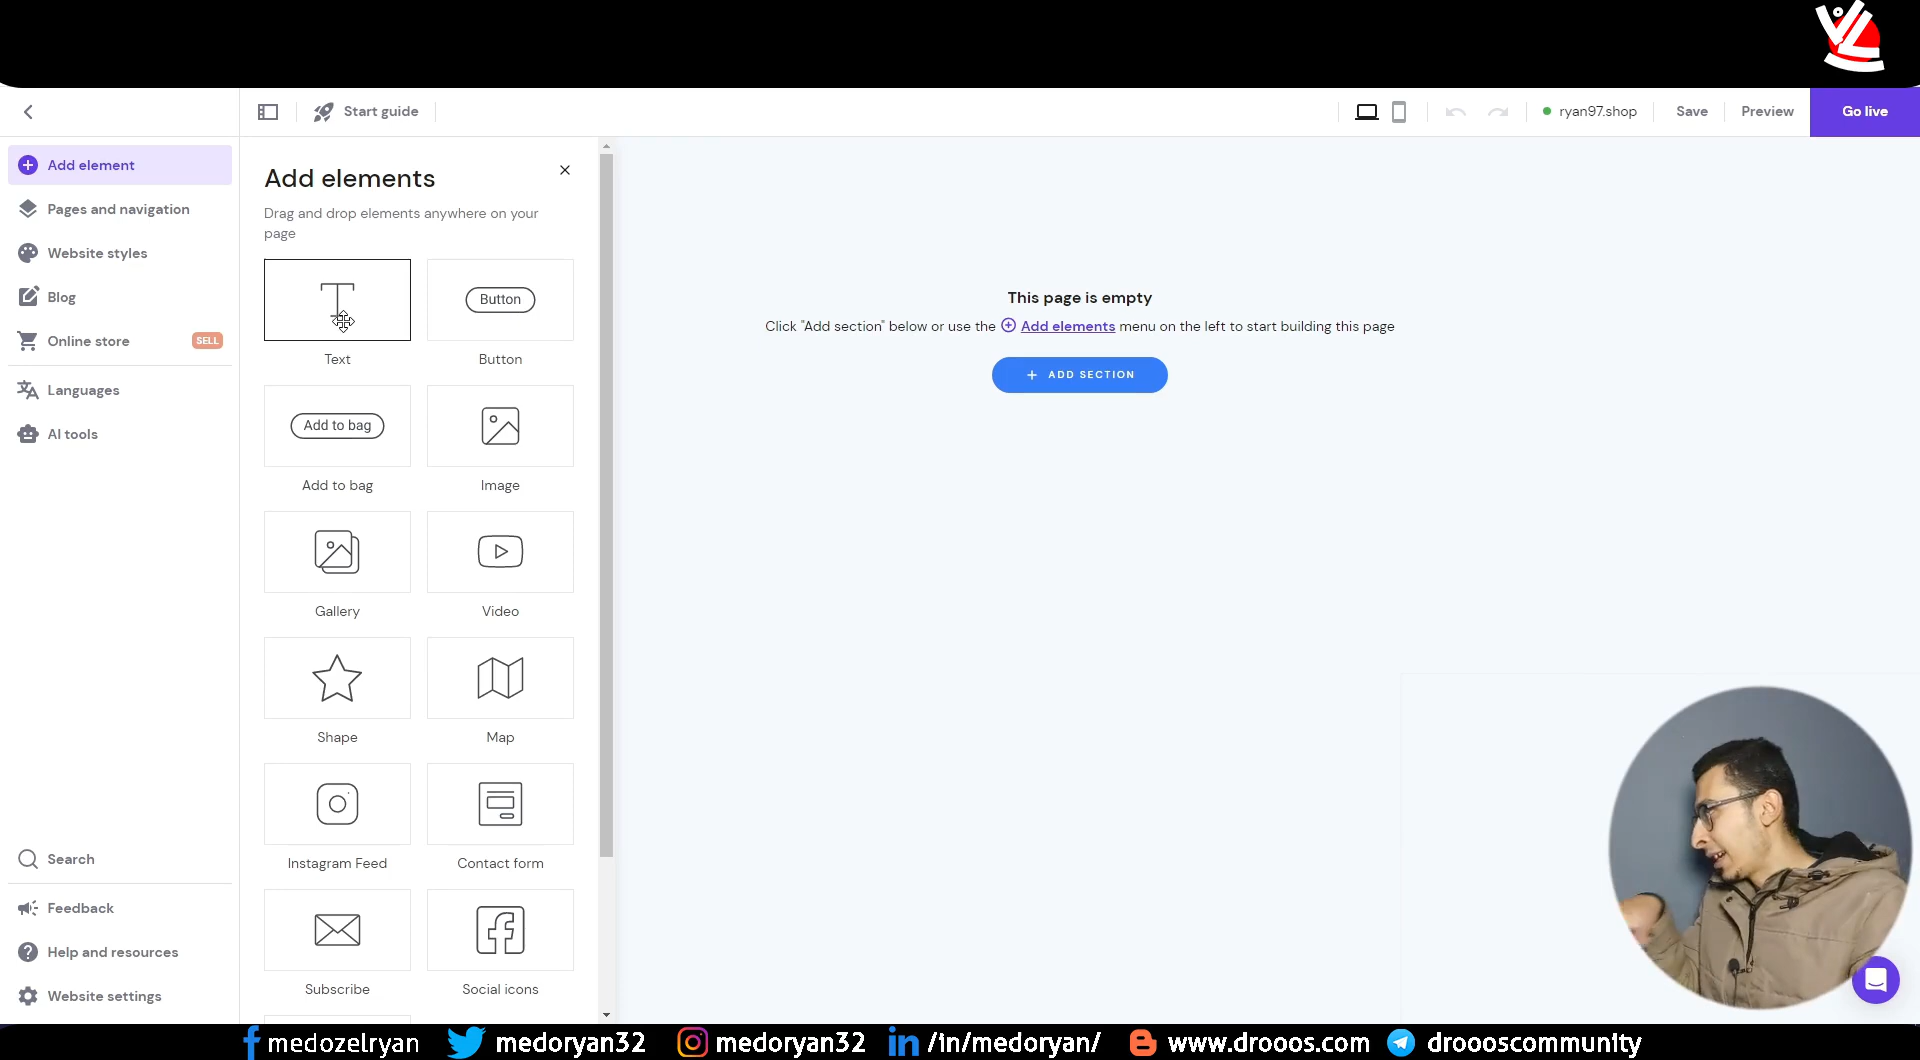 Start guide
ryan97.shop
Save
Preview
Go live
Add element
Pages and navigation
Website styles
Blog
Online store
SELL
Languages
AI tools
Search
Feedback
Help and resources
Website settings
Add elements
Drag and drop elements anywhere on your
page
Text
Button
Button
Add to bag
Add to bag
Image
Gallery
Video
Shape
Map
Instagram Feed
Contact form
Subscribe
Social icons
This page is empty
Click "Add section" below or use the Add elements menu on the left to start building this page
ADD SECTION
medozelryan
medoryan32
medoryan32
/in/medoryan/
www.drooos.com
droooscommunity